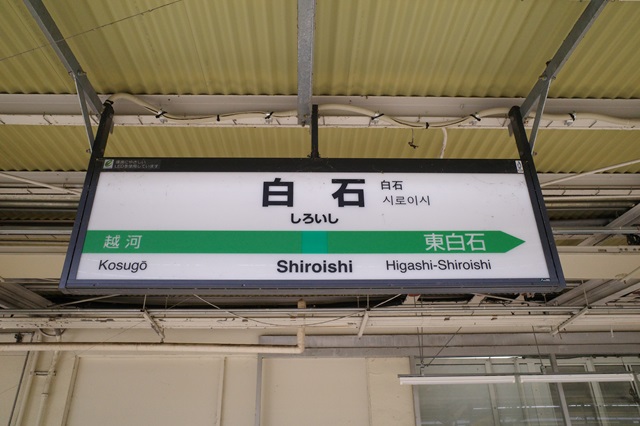 白石
しろいし
白石
시로이시
越河
東白石
Kosugō
Shiroishi
Higashi-Shiroishi